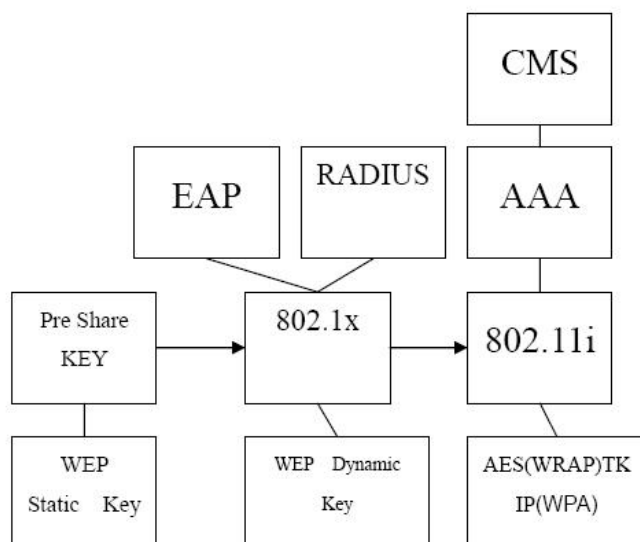 CMS
EAP
RADIUS
AAA
Pre Share
KEY
802.1x
802.11i
WEP
Static Key
WEP Dynamic
Key
AES(WRAP)TK
IP(WPA)